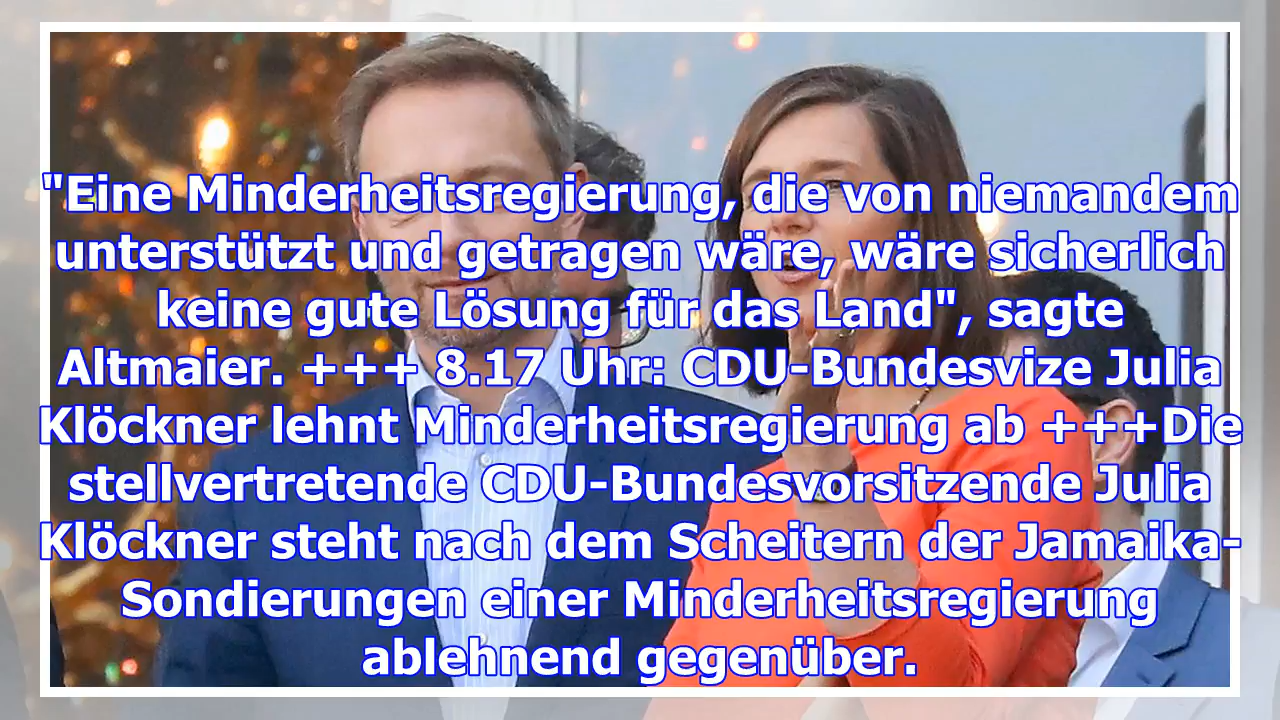 "Eine Minderheitsregierung, die von niemandem
unterstützt und getragen wäre, wäre sicherlich
keine gute Lösung für das Land", sagte
Altmaier. +++ 8.17 Uhr: CDU-Bundesvize Julia
Klöckner lehnt Minderheitsregierung ab +++Die
stellvertretende CDU-Bundesvorsitzende Julia
Klöckner steht nach dem Scheitern der Jamaika-
Sondierungen einer Minderheitsregierung
ablehnend gegenüber.